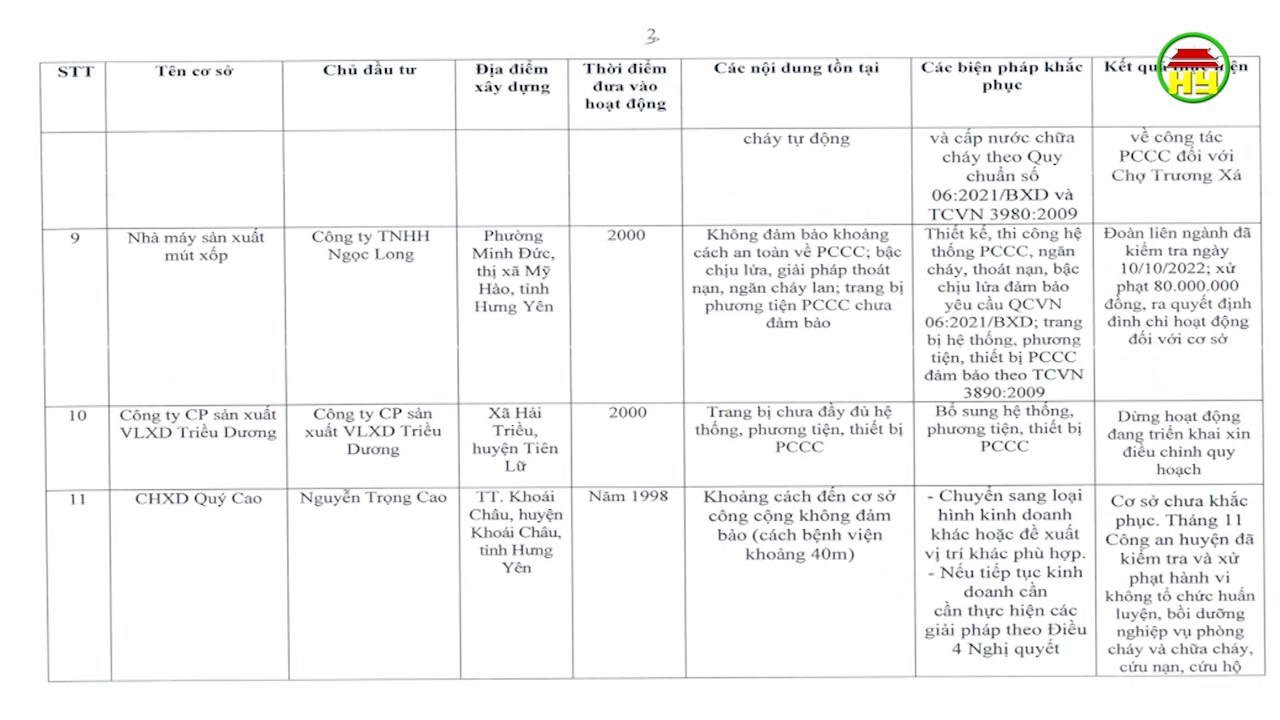 3
STT
Tên cơ sở
Chủ đầu tư
Địa điểm
xây dựng
Thời điểm
đưa vào
hoạt động
Các nội dung tồn tại
Các biện pháp khắc
phục
Kết quả
HY
cháy tự động
và cấp nước chữa
cháy theo Quy
chuẩn số
06:2021/BXD và
TCVN 3980:2009
về công tác
PCCC đối với
Chợ Trương Xá
9
Nhà máy sản xuất
mút xốp
Công ty TNHH
Ngọc Long
Phường
Minh Đức,
thị xã Mỹ
Hào, tỉnh
Hưng Yên
2000
Không đảm bảo khoảng
cách an toàn về PCCC; bậc
chịu lửa, giải pháp thoát
nạn, ngăn cháy lan; trang bị
phương tiện PCCC chưa
đảm bảo
Thiết kế, thi công hệ
thống PCCC, ngăn
cháy, thoát nạn, bậc
chịu lửa đảm bảo
yêu cầu QCVN
06:2021/BXD; trang
bị hệ thống, phương
tiện, thiết bị PCCC
đảm bảo theo TCVN
3890:2009
Đoàn liên ngành đã
kiểm tra ngày
10/10/2022; xử
phạt 80.000.000
đồng, ra quyết định
đình chỉ hoạt động
đối với cơ sở
10
Công ty CP sản xuất
VLXD Triều Dương
Công ty CP sản
xuất VLXD Triều
Dương
Xã Hải
Triều,
huyện Tiên
Lữ
2000
Trang bị chưa đầy đủ hệ
thống, phương tiện, thiết bị
PCCC
Bổ sung hệ thống,
phương tiện, thiết bị
PCCC
Dừng hoạt động
đang triển khai xin
điều chỉnh quy
hoạch
11
CHXD Quý Cao
Nguyễn Trọng Cao
TT. Khoái
Châu, huyện
Khoái Châu,
tỉnh Hưng
Yên
Năm 1998
Khoảng cách đến cơ sở
công cộng không đảm
bảo (cách bệnh viện
khoảng 40m)
- Chuyển sang loại
hình kinh doanh
khác hoặc đề xuất
vị trí khác phù hợp.
- Nếu tiếp tục kinh
doanh cần
cần thực hiện các
giải pháp theo Điều
4 Nghị quyết
Cơ sở chưa khắc
phục. Tháng 11
Công an huyện đã
kiểm tra và xử
phạt hành vi
không tổ chức huấn
luyện, bồi dưỡng
nghiệp vụ phòng
cháy và chữa cháy,
cứu nạn, cứu hộ